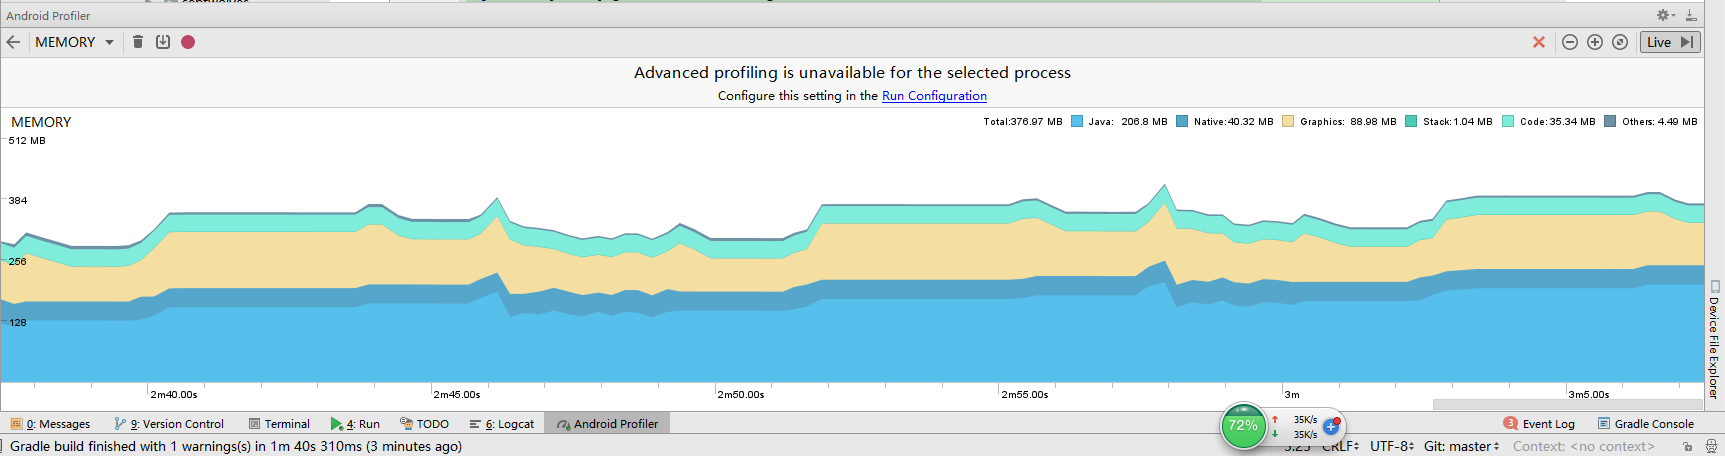 Android Profiler
MEMORY
Live
Advanced profiling is unavailable for the selected process
Configure this setting in the Run Configuration
MEMORY
Total:376.97 MB Java: 206.8 MB Native:40.32 MB Graphics: 88.98 MB Stack:1.04 MB Code:35.34 MB Others: 4.49 MB
512 MB
384
256
128
2m40.00s 2m45.00s 2m50.00s 2m55.00s 3m 3m5.00s
Device File Explorer
0: Messages 9: Version Control Terminal 4: Run TODO 6: Logcat Android Profiler 72% 35K/s 3 Event Log Gradle Console
35K/s
Gradle build finished with 1 warnings(s) in 1m 40s 310ms (3 minutes ago) CRLF UTF-8 Git: master Context: <no context>